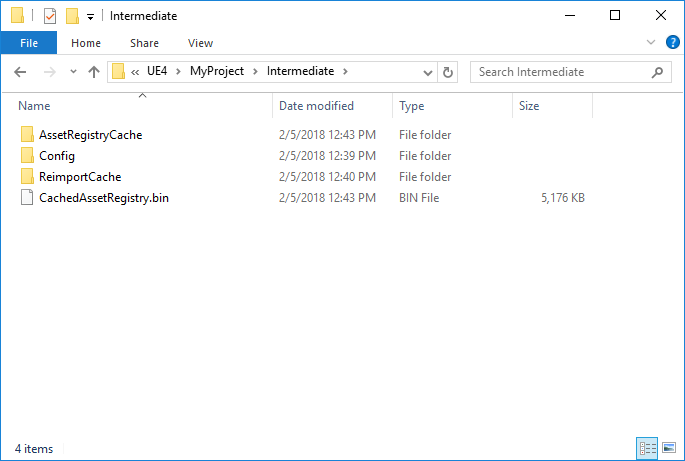 Intermediate
File Home Share View
UE4 MyProject Intermediate Search Intermediate
Name Date modified Type Size
AssetRegistryCache 2/5/2018 12:43 PM File folder
Config 2/5/2018 12:39 PM File folder
ReimportCache 2/5/2018 12:40 PM File folder
CachedAssetRegistry.bin 2/5/2018 12:43 PM BIN File 5,176 KB
4 items